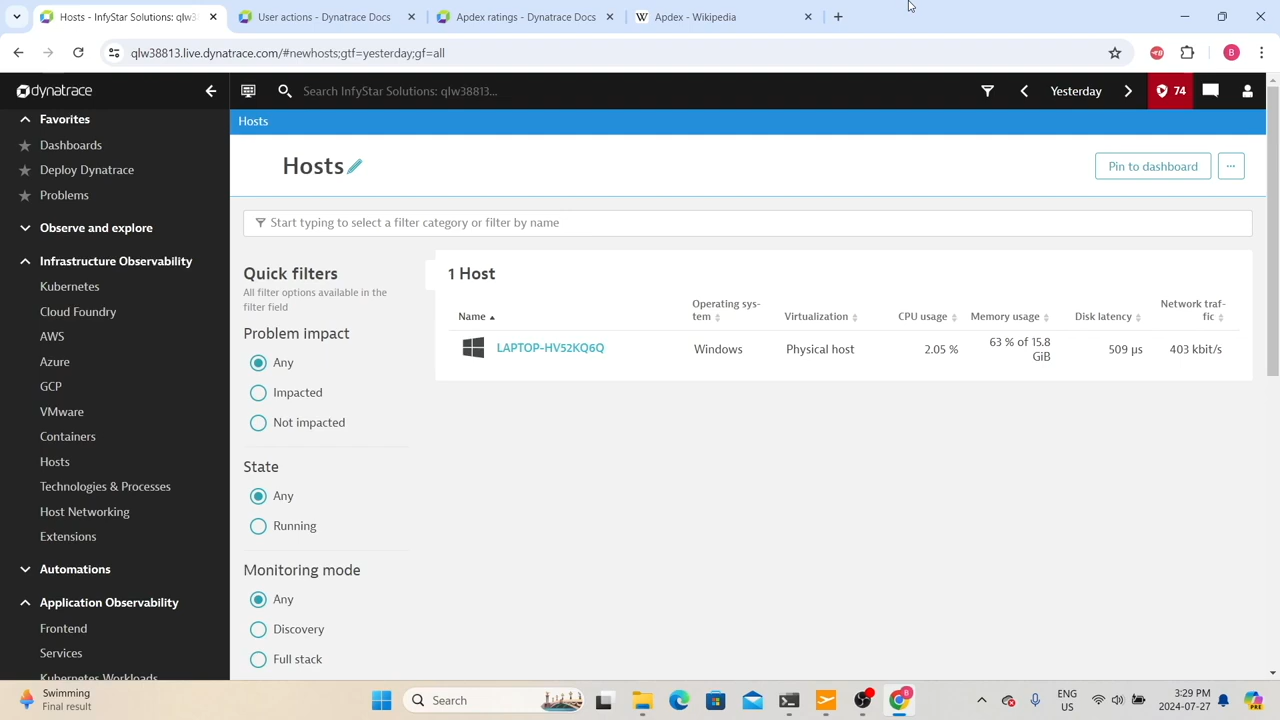 Hosts - InfyStar Solutions: qlw3
User actions - Dynatrace Docs
Apdex ratings - Dynatrace Docs
Apdex - Wikipedia
qlw38813.live.dynatrace.com/#newhosts;gtf=yesterday;gf=all
B
dynatrace
Search InfyStar Solutions: qlw38813...
Yesterday
74
Favorites
Dashboards
Deploy Dynatrace
Problems
Observe and explore
Infrastructure Observability
Kubernetes
Cloud Foundry
AWS
Azure
GCP
VMware
Containers
Hosts
Technologies & Processes
Host Networking
Extensions
Automations
Application Observability
Frontend
Services
Kubernetes Workloads
Hosts
Hosts
Pin to dashboard
...
Start typing to select a filter category or filter by name
Quick filters
All filter options available in the
filter field
Problem impact
Any
Impacted
Not impacted
State
Any
Running
Monitoring mode
Any
Discovery
Full stack
1 Host
Name
Operating sys-
tem
Virtualization
CPU usage
Memory usage
Disk latency
Network traf-
fic
LAPTOP-HV52KQ6Q
Windows
Physical host
2.05 %
63 % of 15.8
GiB
509 µs
403 kbit/s
Swimming
Final result
Search
ENG
US
3:29 PM
2024-07-27